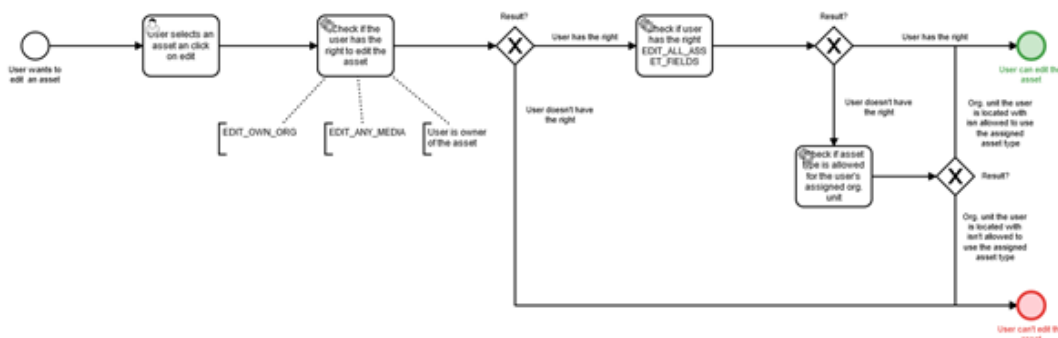 User wants to
edit an asset
User selects an
asset an click
on edit
Check if the
user has the
right to edit the
asset
EDIT_OWN_ORG
EDIT_ANY_MEDIA
User is owner
of the asset
Result?
User has the right
User doesn't have
the right
Check if user
has the right
EDIT_ALL_ASS
ET_FIELDS
Result?
User has the right
User doesn't have
the right
Check if asset
type is allowed
for the user's
assigned org.
unit
Result?
Org. unit the user
is located with
isn allowed to use
the assigned
asset type
Org. unit the user
is located with
isn't allowed to
use the assigned
asset type
User can edit the
asset
User can't edit the
asset